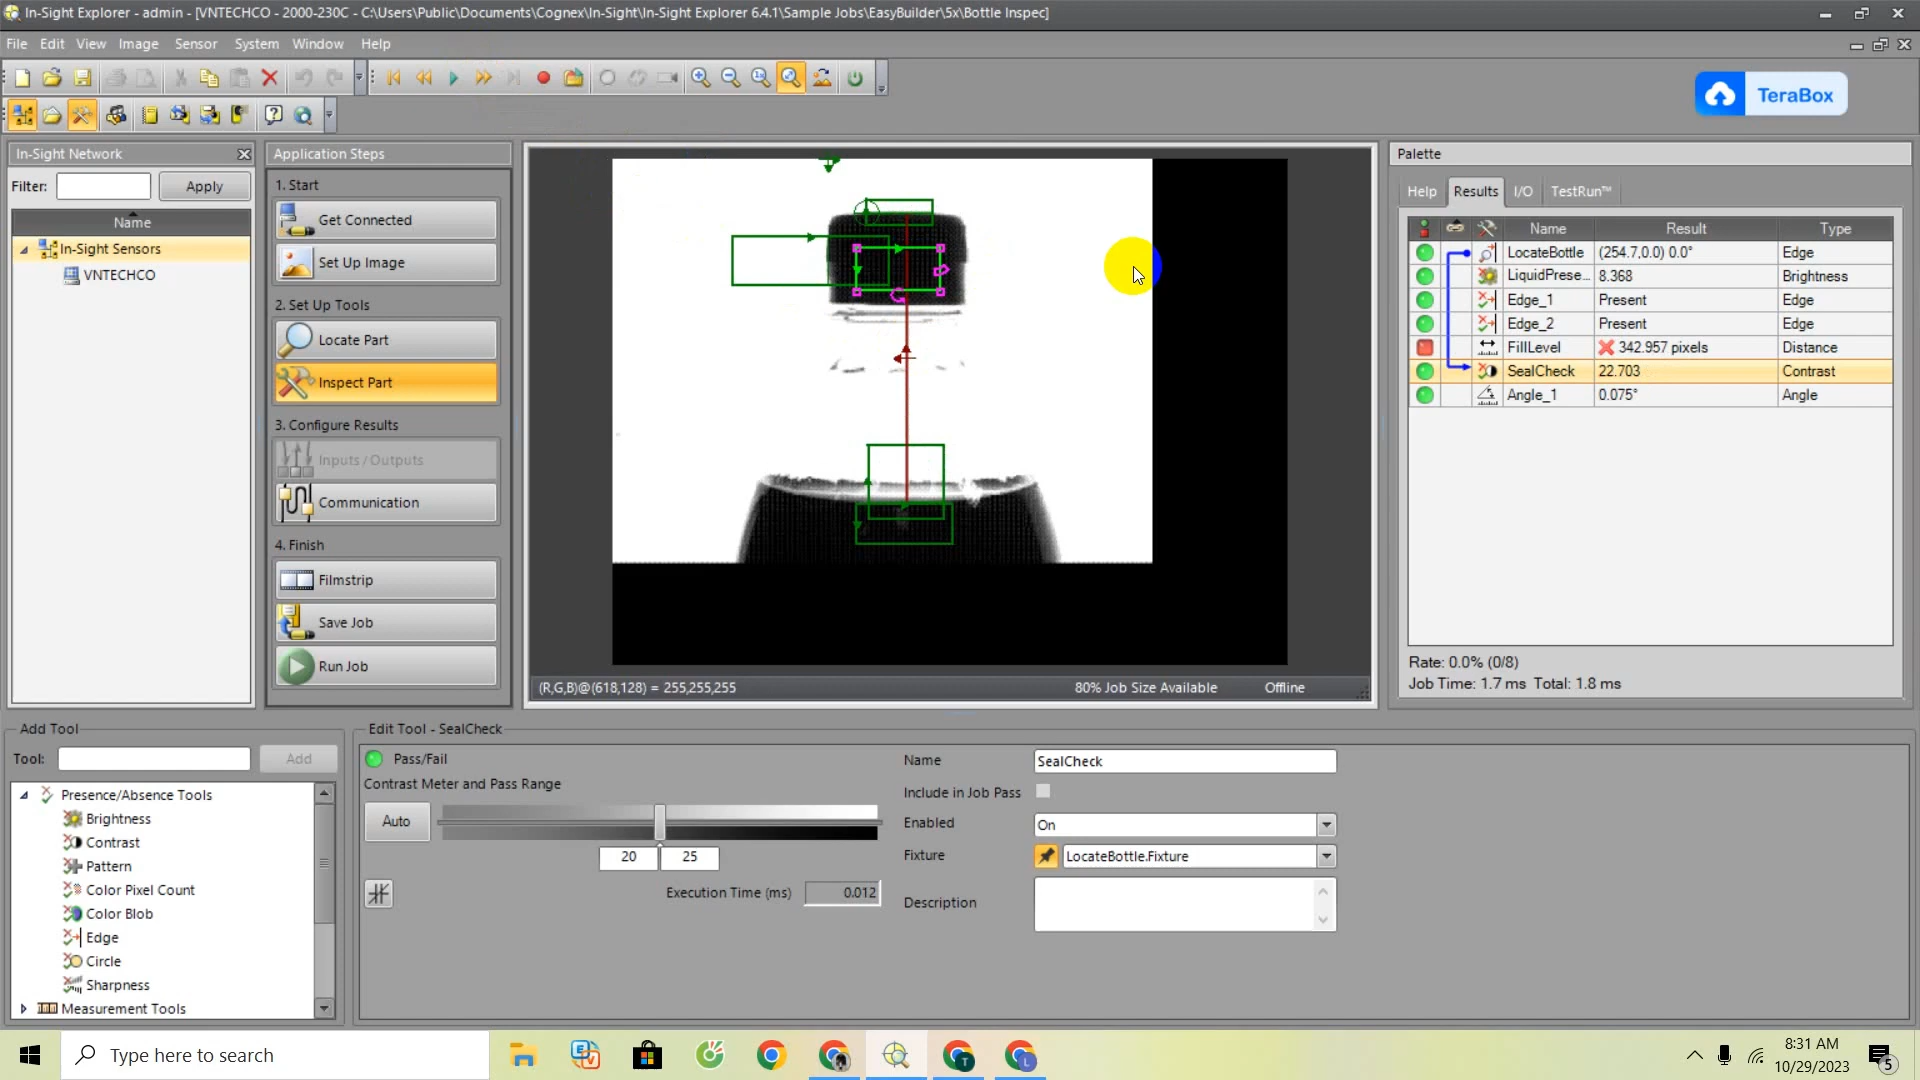 In-Sight Explorer - admin - [VNTECHCO - 2000-230C - C:\Users\Public\Documents\Cognex\In-Sight\In-Sight Explorer 6.4.1\Sample Jobs\EasyBuilder\5x\Bottle Inspec]
File Edit View Image Sensor System Window Help
TeraBox
In-Sight Network
Filter:
Apply
Name
In-Sight Sensors
VNTECHCO
Application Steps
1. Start
Get Connected
Set Up Image
2. Set Up Tools
Locate Part
Inspect Part
3. Configure Results
Inputs / Outputs
Communication
4. Finish
Filmstrip
Save Job
Run Job
(R,G,B)@(618,128) = 255,255,255
80% Job Size Available
Offline
Palette
Help Results I/O TestRun™
Name Result Type
LocateBottle (254.7,0.0) 0.0° Edge
LiquidPrese... 8.368 Brightness
Edge_1 Present Edge
Edge_2 Present Edge
FillLevel 342.957 pixels Distance
SealCheck 22.703 Contrast
Angle_1 0.075° Angle
Rate: 0.0% (0/8)
Job Time: 1.7 ms Total: 1.8 ms
Add Tool
Tool:
Add
Presence/Absence Tools
Brightness
Contrast
Pattern
Color Pixel Count
Color Blob
Edge
Circle
Sharpness
Measurement Tools
Edit Tool - SealCheck
Pass/Fail
Contrast Meter and Pass Range
Auto
20 25
Execution Time (ms) 0.012
Name SealCheck
Include in Job Pass
Enabled On
Fixture LocateBottle.Fixture
Description
Type here to search
8:31 AM
10/29/2023
5